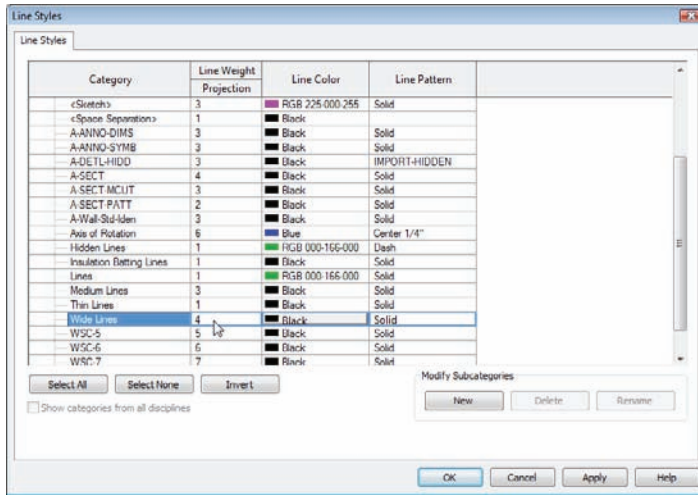 Line Styles
Line Styles
Category Line Weight Line Color Line Pattern
Projection
<Sketch> 3 RGB 225-000-255 Solid
<Space Separation> 1 Black
A-ANNO-DIMS 3 Black Solid
A-ANNO-SYMB 3 Black Solid
A-DETL-HIDD 3 Black IMPORT-HIDDEN
A-SECT 4 Black Solid
A-SECT-MCUT 3 Black Solid
A-SECT-PATT 2 Black Solid
A-Wall-Std-Iden 3 Black Solid
Axis of Rotation 6 Blue Center 1/4"
Hidden Lines 1 RGB 000-166-000 Dash
Insulation Batting Lines 1 Black Solid
Lines 1 RGB 000-166-000 Solid
Medium Lines 3 Black Solid
Thin Lines 1 Black Solid
Wide Lines 4 Black Solid
WSC-5 5 Black Solid
WSC-6 6 Black Solid
WSC-7 7 Black Solid
Select All Select None Invert
Show categories from all disciplines
Modify Subcategories
New Delete Rename
OK Cancel Apply Help